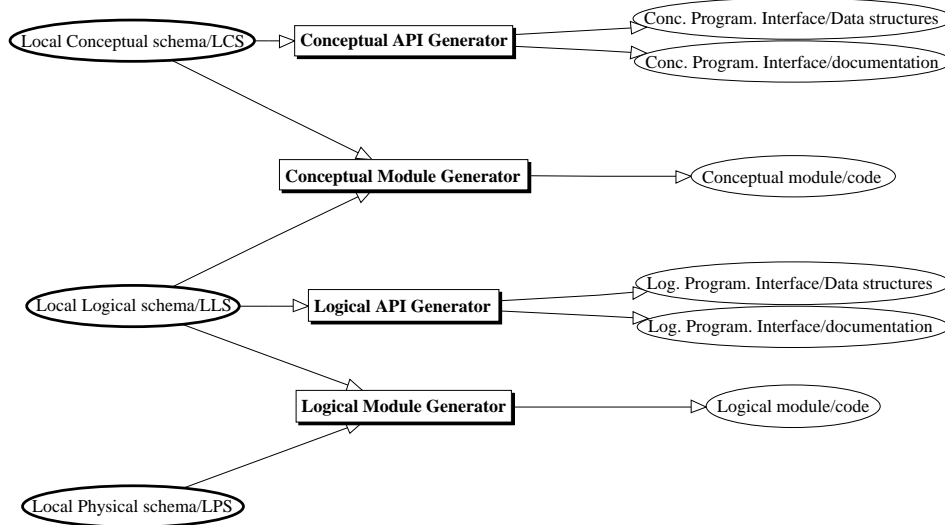 Conc. Program. Interface/Data structures
Local Conceptual schema/LCS
Conceptual API Generator
Conc. Program. Interface/documentation
Conceptual Module Generator
Conceptual module/code
Log. Program. Interface/Data structures
Local Logical schema/LLS
Logical API Generator
Log. Program. Interface/documentation
Logical Module Generator
Logical module/code
Local Physical schema/LPS